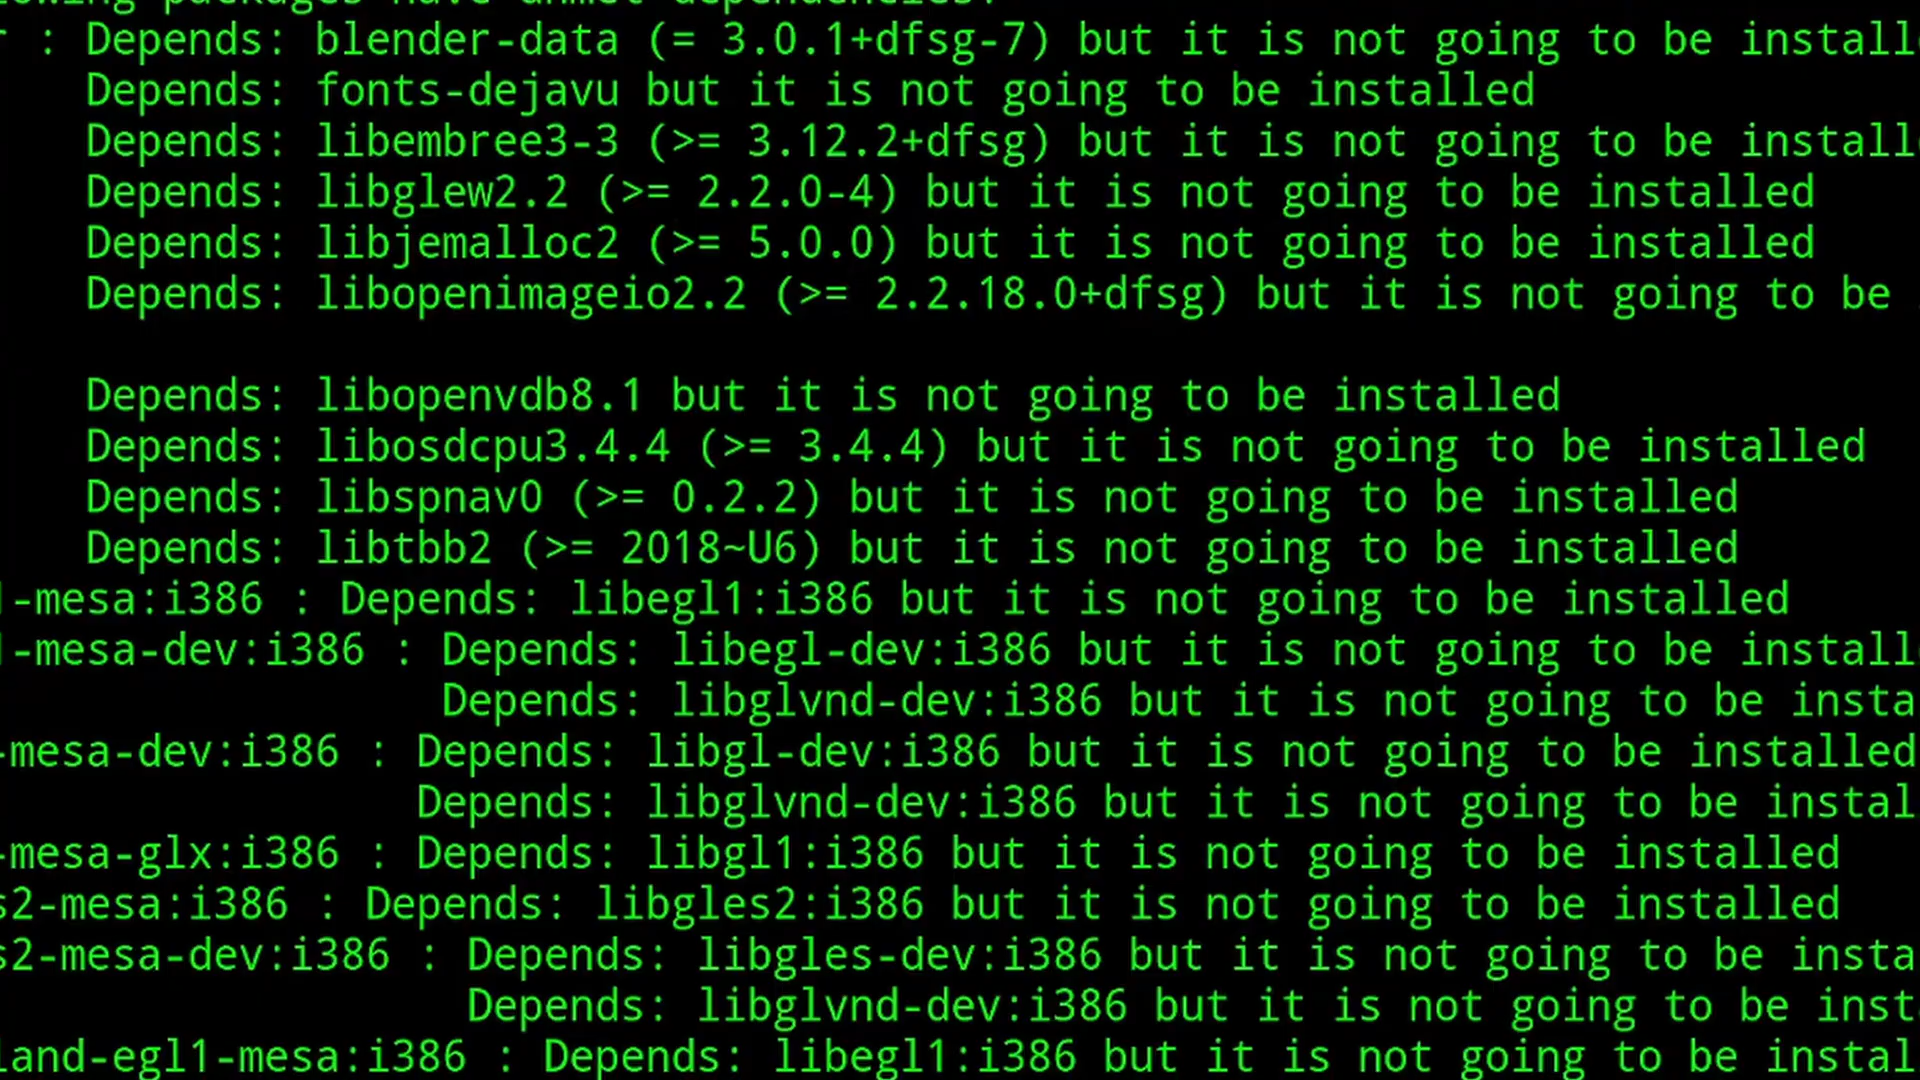 owing packages have unmet dependencies:
r : Depends: blender-data (= 3.0.1+dfsg-7) but it is not going to be install
Depends: fonts-dejavu but it is not going to be installed
Depends: libembree3-3 (>= 3.12.2+dfsg) but it is not going to be install
Depends: libglew2.2 (>= 2.2.0-4) but it is not going to be installed
Depends: libjemalloc2 (>= 5.0.0) but it is not going to be installed
Depends: libopenimageio2.2 (>= 2.2.18.0+dfsg) but it is not going to be
Depends: libopenvdb8.1 but it is not going to be installed
Depends: libosdcpu3.4.4 (>= 3.4.4) but it is not going to be installed
Depends: libspnav0 (>= 0.2.2) but it is not going to be installed
Depends: libtbb2 (>= 2018~U6) but it is not going to be installed
l-mesa:i386 : Depends: libegl1:i386 but it is not going to be installed
l-mesa-dev:i386 : Depends: libegl-dev:i386 but it is not going to be install
Depends: libglvnd-dev:i386 but it is not going to be insta
-mesa-dev:i386 : Depends: libgl-dev:i386 but it is not going to be installed
Depends: libglvnd-dev:i386 but it is not going to be instal
-mesa-glx:i386 : Depends: libgl1:i386 but it is not going to be installed
s2-mesa:i386 : Depends: libgles2:i386 but it is not going to be installed
s2-mesa-dev:i386 : Depends: libgles-dev:i386 but it is not going to be insta
Depends: libglvnd-dev:i386 but it is not going to be inst
land-egl1-mesa:i386 : Depends: libegl1:i386 but it is not going to be instal